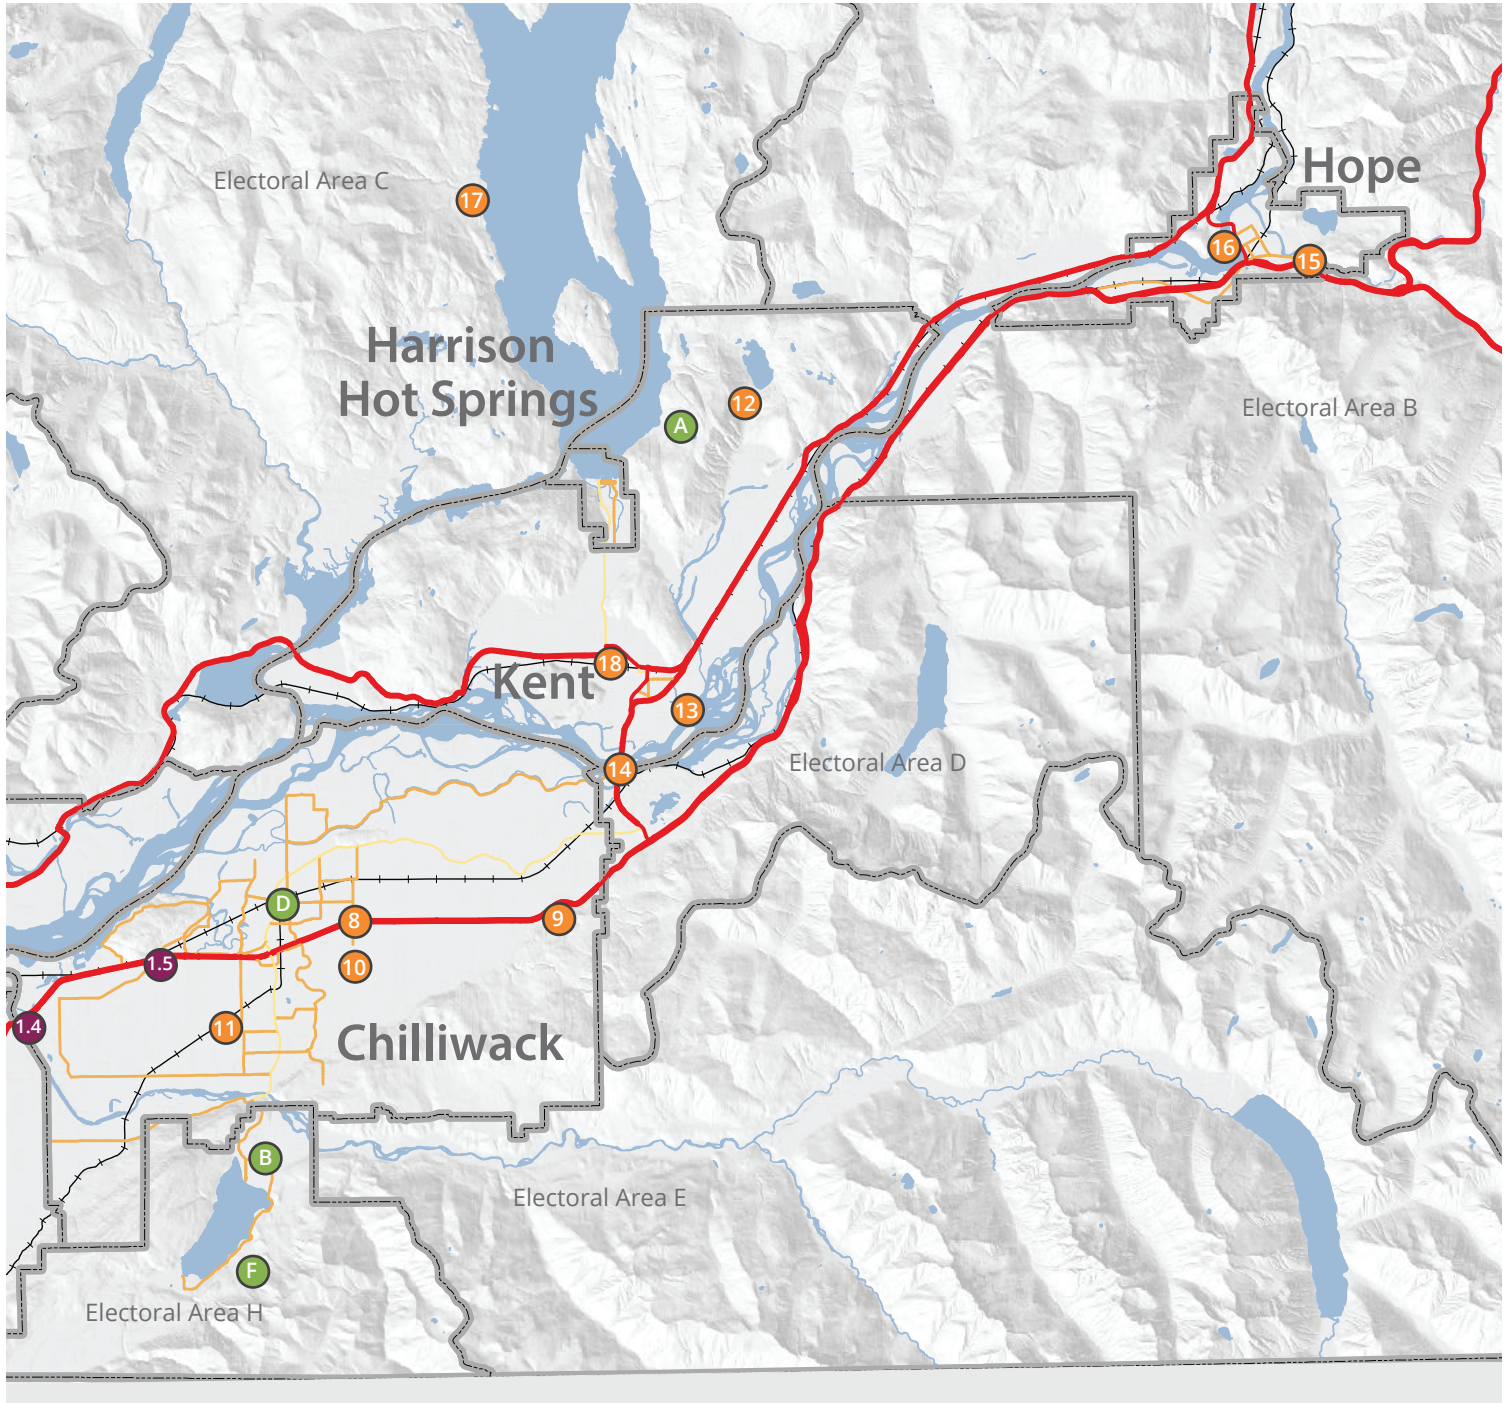 Hope
Electoral Area C
17
16
15
Harrison
Hot Springs
12
A
Electoral Area B
18
Kent
13
14
Electoral Area D
D
8
9
1.5
10
1.4
11
Chilliwack
B
Electoral Area E
F
Electoral Area H